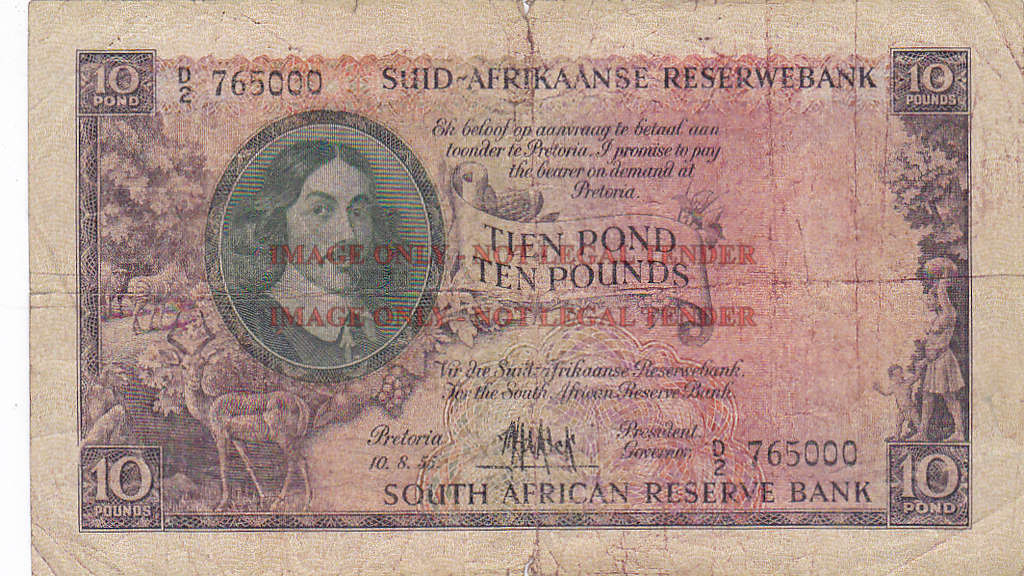 10
POND
D/2 765000
SUID-AFRIKAANSE RESERWEBANK
10
POUNDS
Ek beloof op aanvraag te betaal aan
toonder te Pretoria. I promise to pay
the bearer on demand at
Pretoria.
TIEN POND
TEN POUNDS
IMAGE ONLY - NOT LEGAL TENDER
IMAGE ONLY - NOT LEGAL TENDER
Vir die Suid-Afrikaanse Reserwebank.
For the South African Reserve Bank.
Pretoria
10. 8. 55.
President.
Governor.
D/2 765000
10
POUNDS
SOUTH AFRICAN RESERVE BANK
10
POND